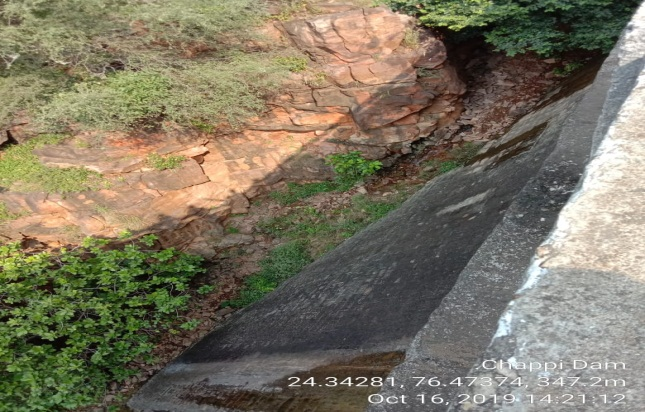 Chappi Dam
24.34281, 76.47374, 347.2m
Oct 16, 2019 14:21:12